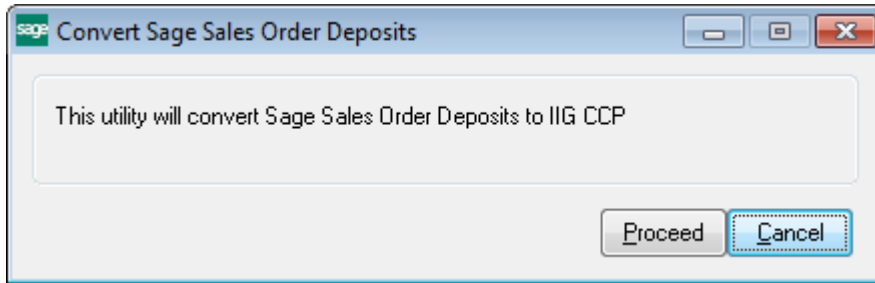 sage Convert Sage Sales Order Deposits
This utility will convert Sage Sales Order Deposits to IIG CCP
Proceed Cancel